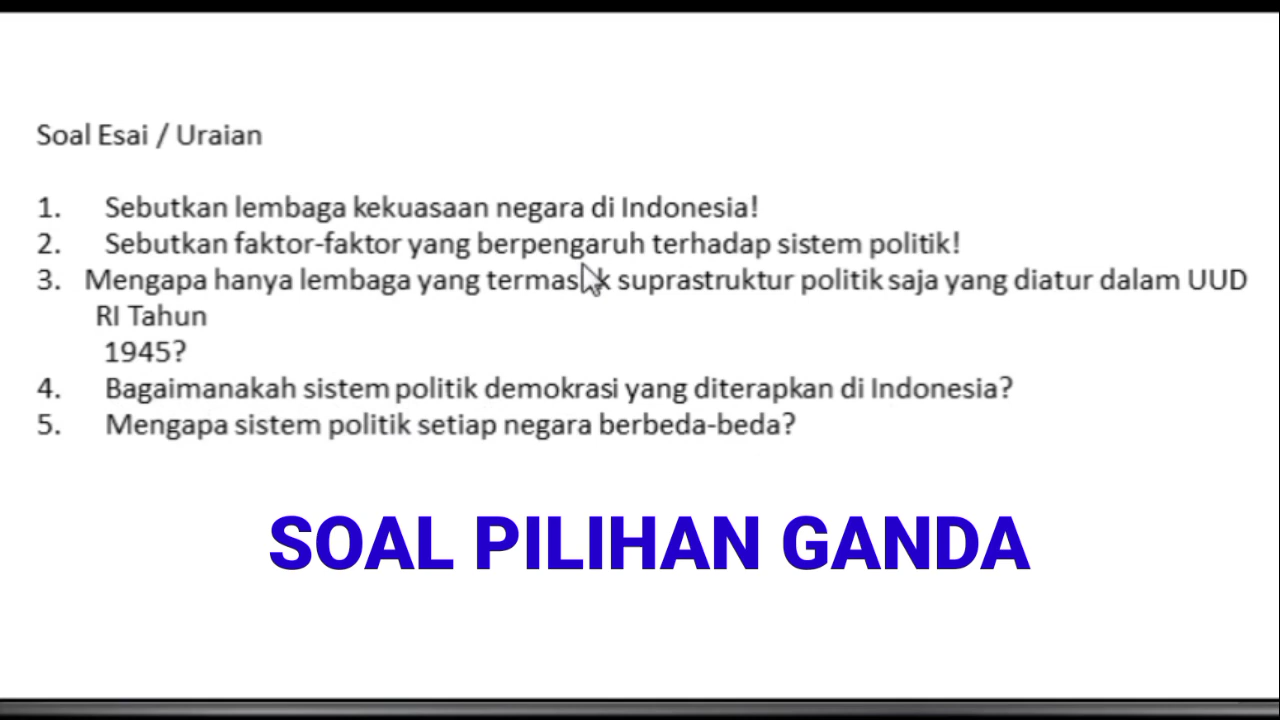 Soal Esai / Uraian
1. Sebutkan lembaga kekuasaan negara di Indonesia!
2. Sebutkan faktor-faktor yang berpengaruh terhadap sistem politik!
3. Mengapa hanya lembaga yang termasuk suprastruktur politik saja yang diatur dalam UUD
RI Tahun
1945?
4. Bagaimanakah sistem politik demokrasi yang diterapkan di Indonesia?
5. Mengapa sistem politik setiap negara berbeda-beda?
SOAL PILIHAN GANDA